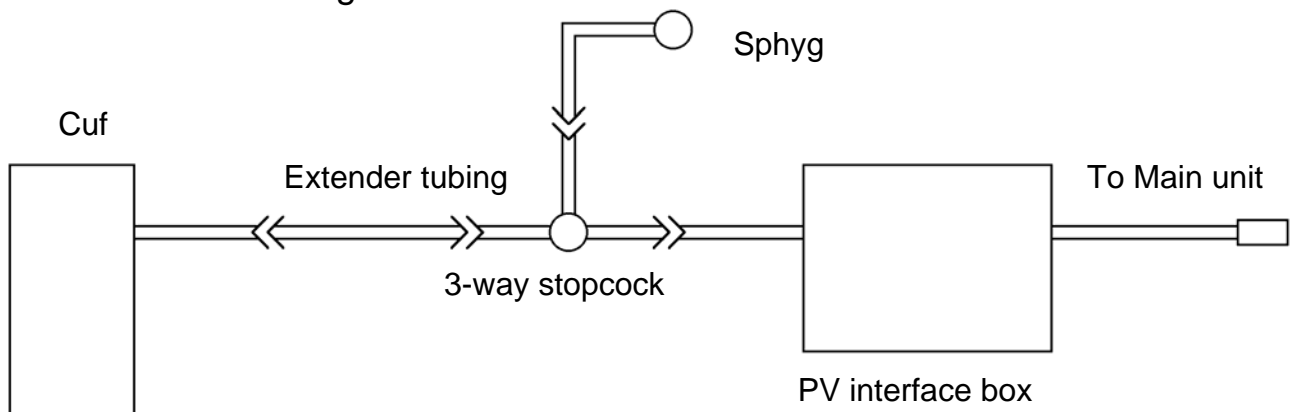 Sphyg
Cuf
Extender tubing
To Main unit
3-way stopcock
PV interface box